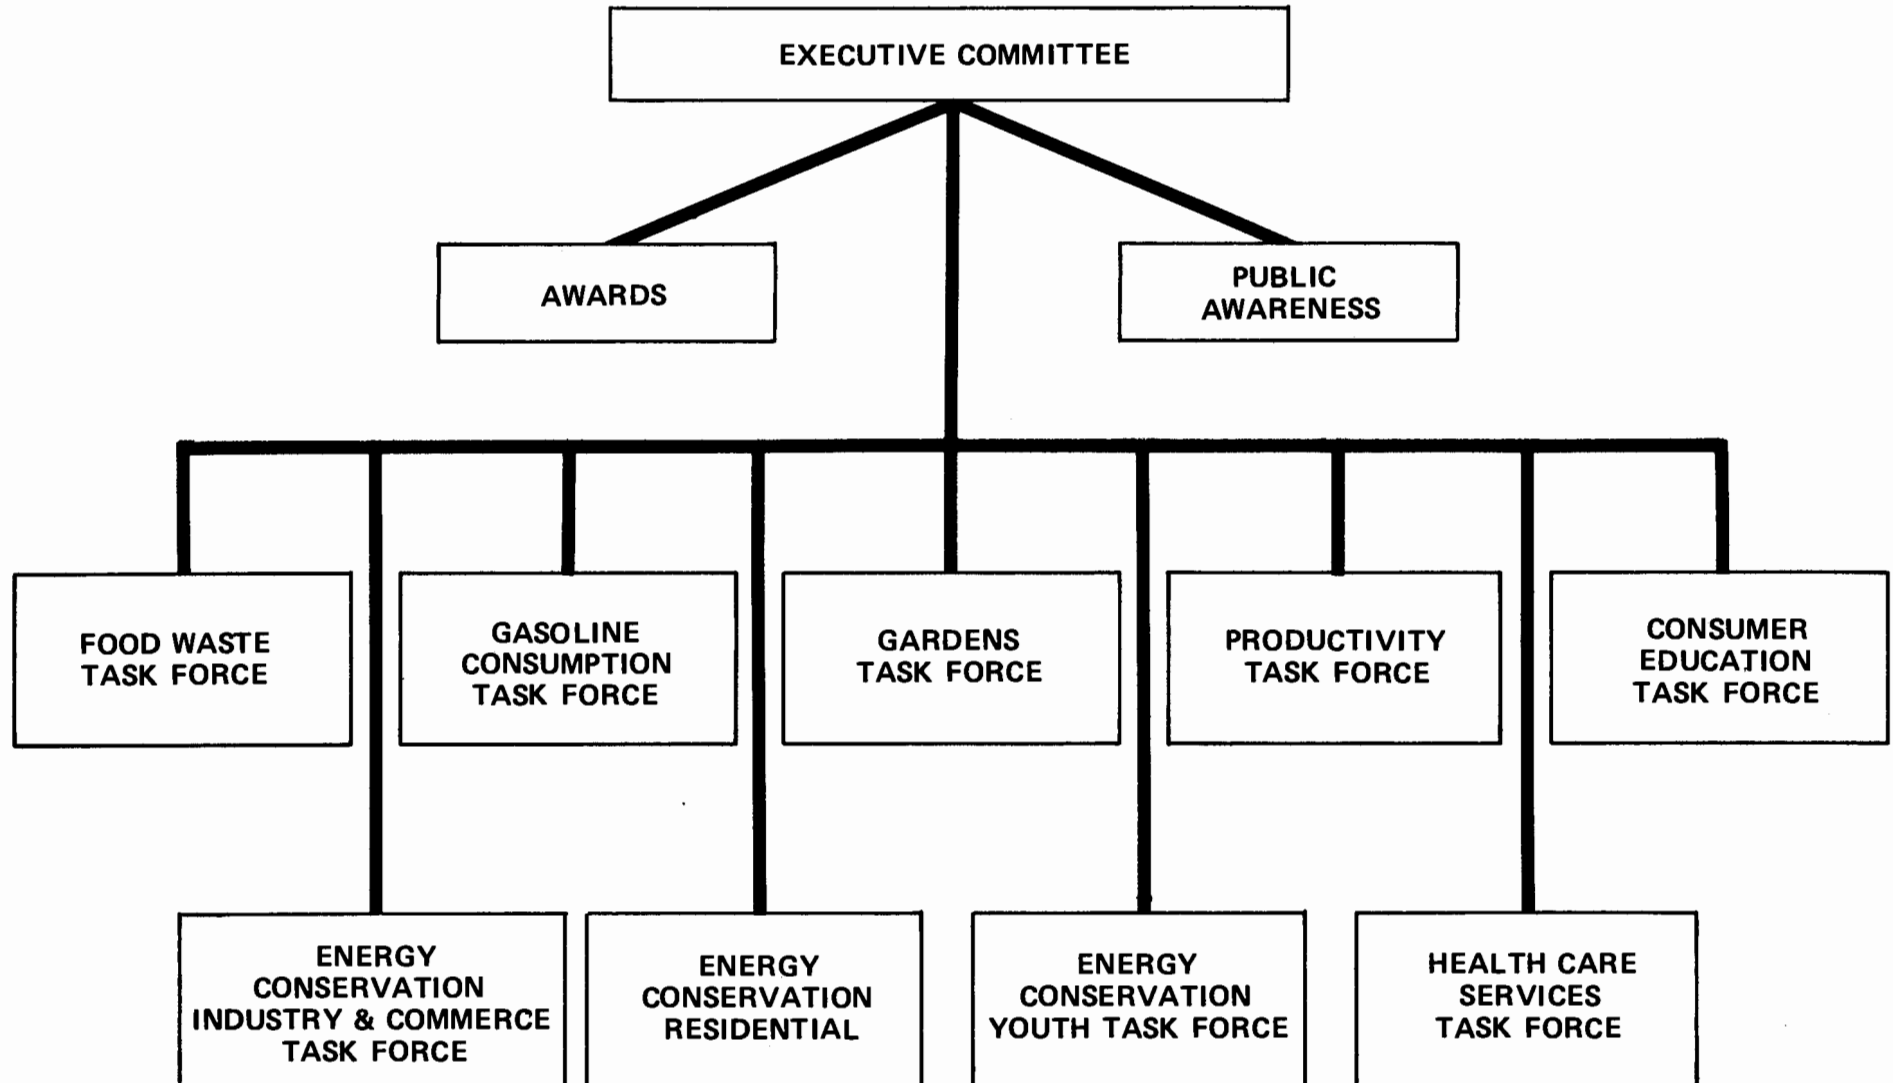 EXECUTIVE COMMITTEE
AWARDS
PUBLIC
AWARENESS
FOOD WASTE
TASK FORCE
GASOLINE
CONSUMPTION
TASK FORCE
GARDENS
TASK FORCE
PRODUCTIVITY
TASK FORCE
CONSUMER
EDUCATION
TASK FORCE
ENERGY
CONSERVATION
INDUSTRY & COMMERCE
TASK FORCE
ENERGY
CONSERVATION
RESIDENTIAL
ENERGY
CONSERVATION
YOUTH TASK FORCE
HEALTH CARE
SERVICES
TASK FORCE